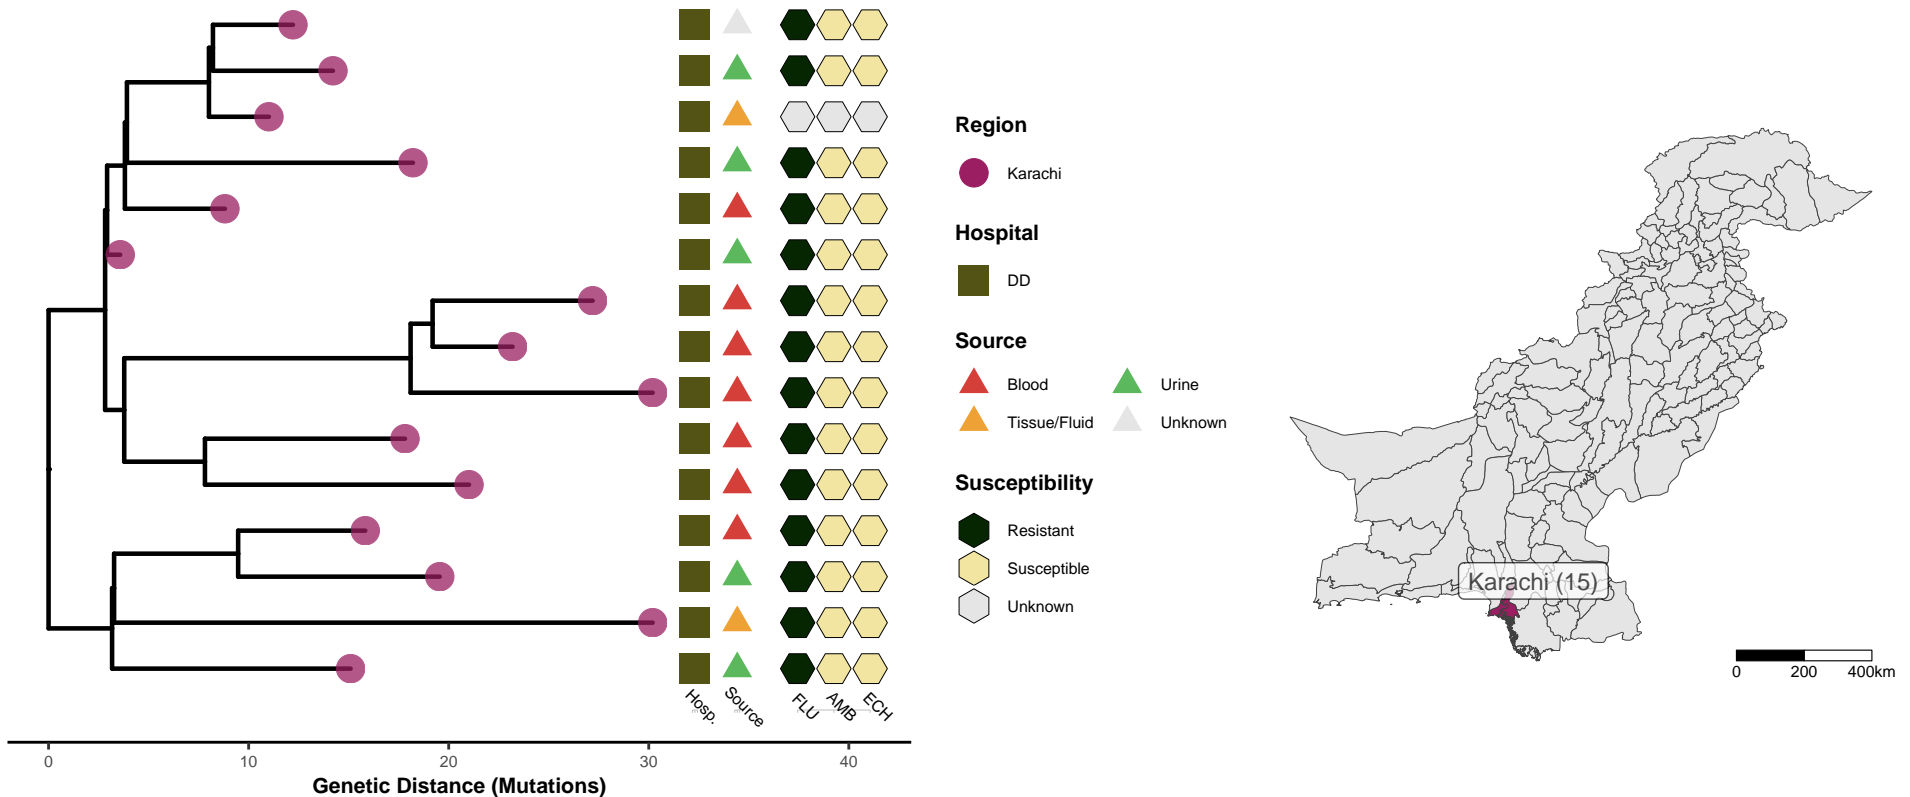 Hosp.
Source
FLU
AMB
ECH
0
10
20
30
40
Genetic Distance (Mutations)
Region
Karachi
Hospital
DD
Source
Blood
Urine
Tissue/Fluid
Unknown
Susceptibility
Resistant
Susceptible
Unknown
Karachi (15)
0
200
400km